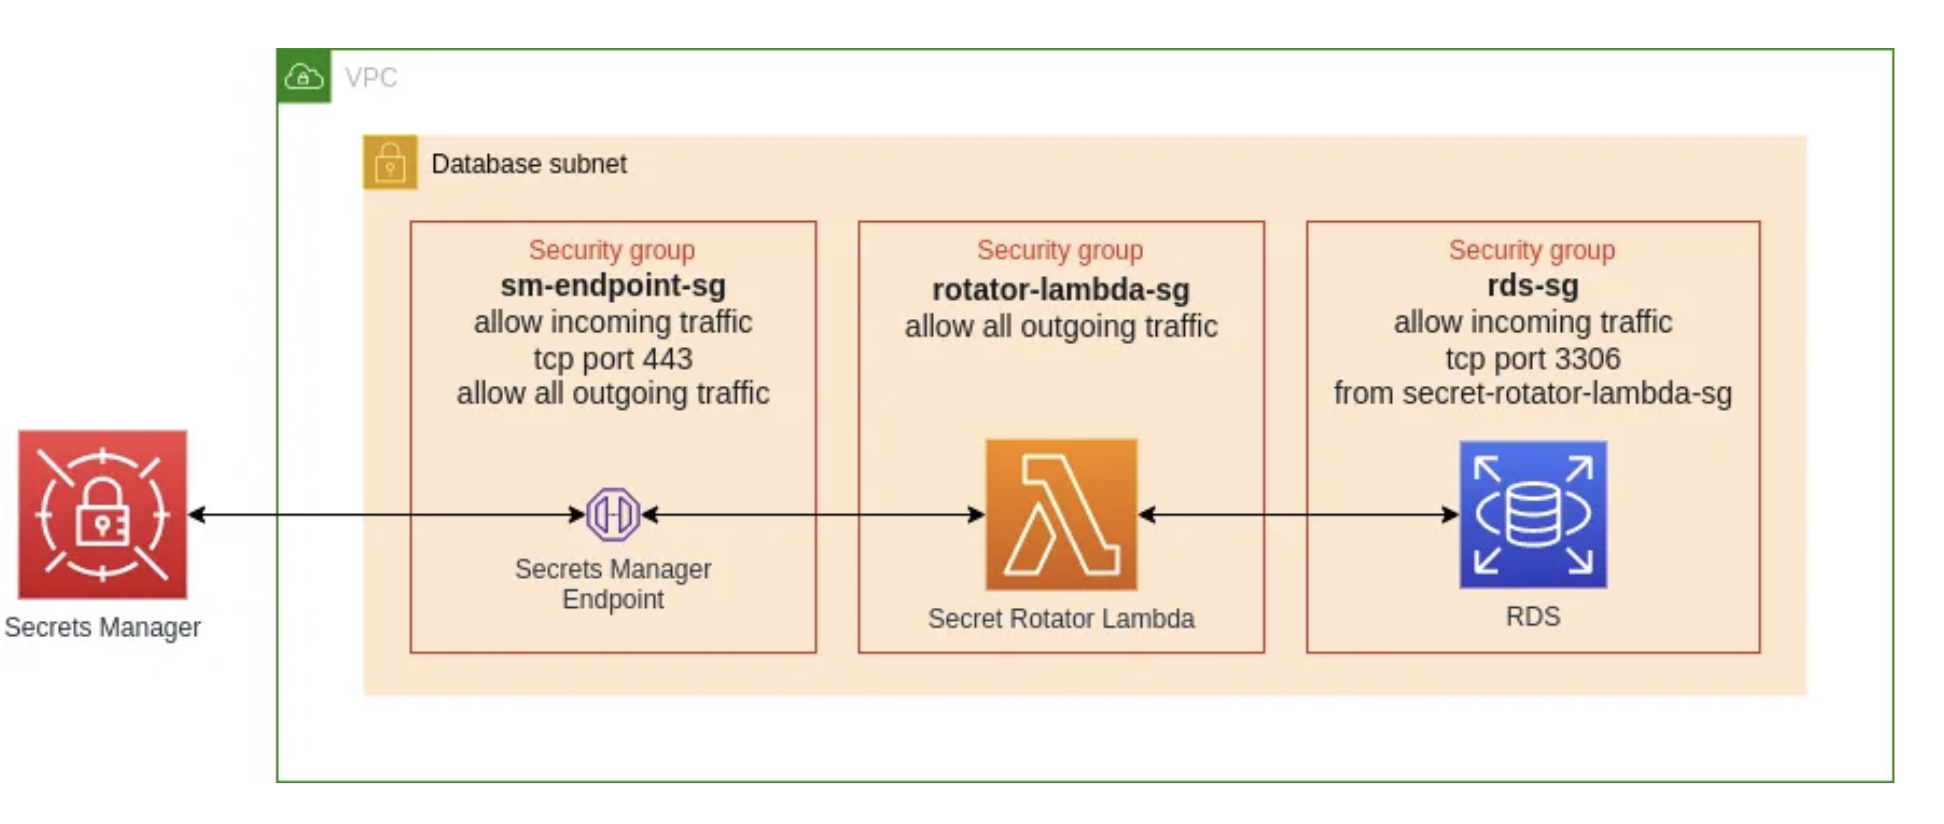 VPC
Database subnet
Security group
sm-endpoint-sg
allow incoming traffic
tcp port 443
allow all outgoing traffic
Secrets Manager
Endpoint
Security group
rotator-lambda-sg
allow all outgoing traffic
Secret Rotator Lambda
Security group
rds-sg
allow incoming traffic
tcp port 3306
from secret-rotator-lambda-sg
RDS
Secrets Manager